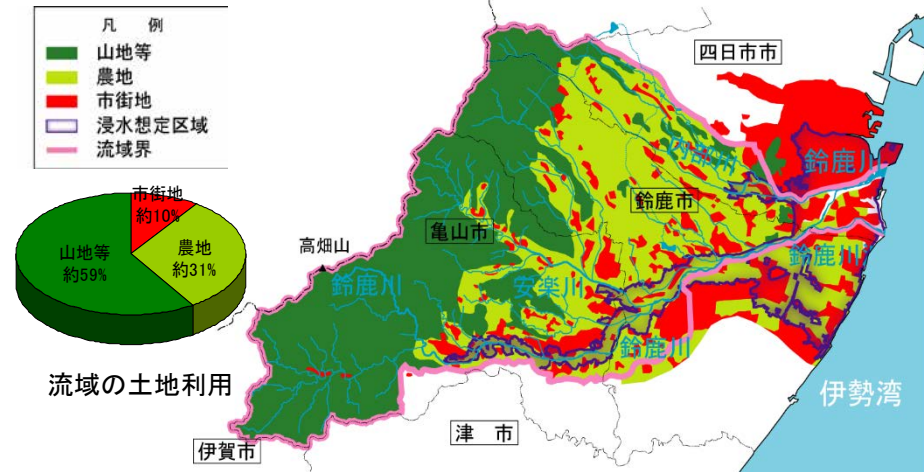 凡 例
山地等
農地
市街地
浸水想定区域
流域界
市街地
約10%
農地
約31%
山地等
約59%
流域の土地利用
四日市市
内部川
鈴鹿川
鈴鹿市
亀山市
高畑山
鈴鹿川
安楽川
鈴鹿川
鈴鹿川
伊勢湾
津 市
伊賀市